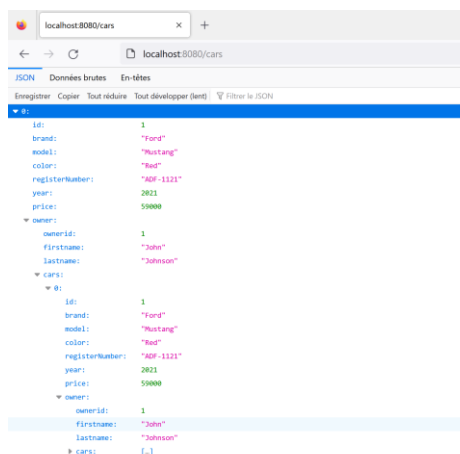 localhost:8080/cars × +
localhost:8080/cars
JSON Données brutes En-têtes
Enregistrer Copier Tout réduire Tout développer (lent) Filtrer le JSON
0:
id: 1
brand: "Ford"
model: "Mustang"
color: "Red"
registerNumber: "ADF-1121"
year: 2021
price: 59000
owner:
ownerid: 1
firstname: "John"
lastname: "Johnson"
cars:
0:
id: 1
brand: "Ford"
model: "Mustang"
color: "Red"
registerNumber: "ADF-1121"
year: 2021
price: 59000
owner:
ownerid: 1
firstname: "John"
lastname: "Johnson"
cars: […]